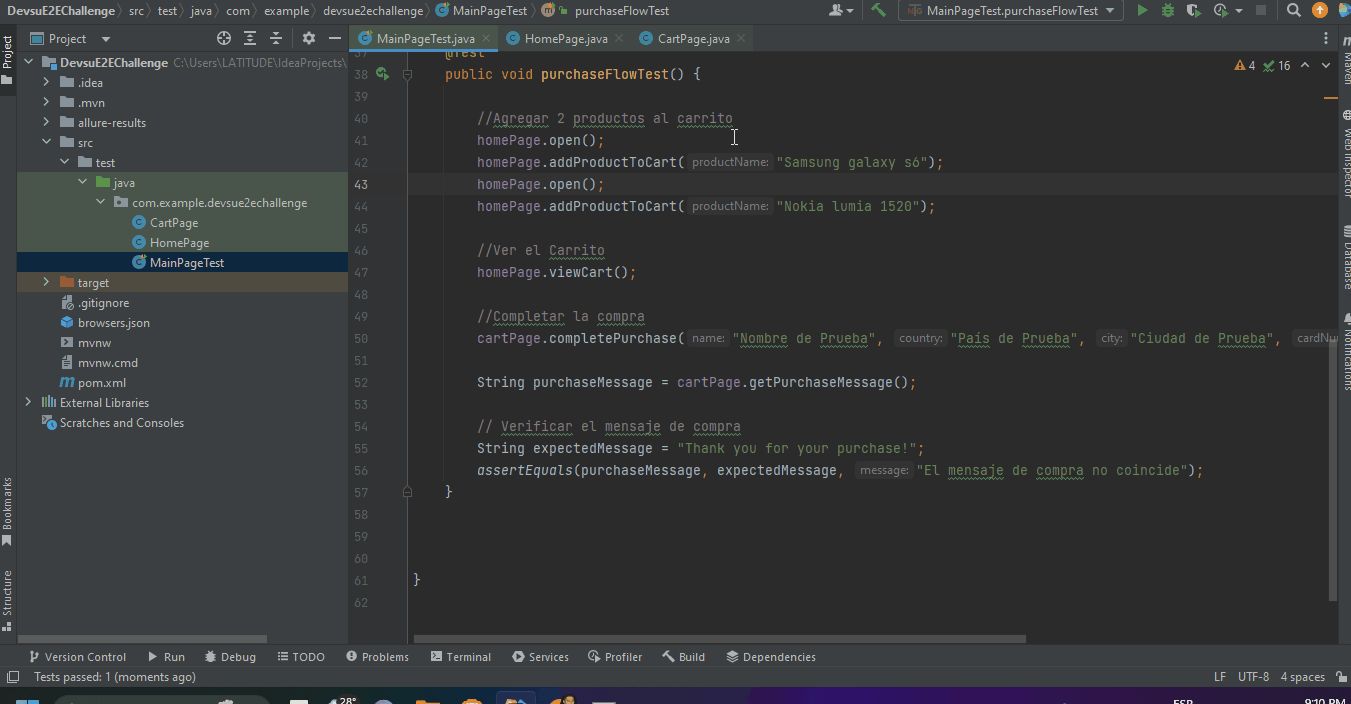 DevsuE2EChallenge src test java com example devsue2echallenge MainPageTest purchaseFlowTest MainPageTest.purchaseFlowTest
Project MainPageTest.java HomePage.java CartPage.java
Project
DevsuE2EChallenge C:\Users\LATITUDE\IdeaProjects\
.idea
.mvn
allure-results
src
test
java
com.example.devsue2echallenge
CartPage
HomePage
MainPageTest
target
.gitignore
browsers.json
mvnw
mvnw.cmd
pom.xml
External Libraries
Scratches and Consoles
Bookmarks
Structure
37 @Test
38 public void purchaseFlowTest() {
4 16
39
40 //Agregar 2 productos al carrito
41 homePage.open();
42 homePage.addProductToCart( productName: "Samsung galaxy s6");
43 homePage.open();
44 homePage.addProductToCart( productName: "Nokia lumia 1520");
45
46 //Ver el Carrito
47 homePage.viewCart();
48
49 //Completar la compra
50 cartPage.completePurchase( name: "Nombre de Prueba", country: "Pais de Prueba", city: "Ciudad de Prueba", cardNum
51
52 String purchaseMessage = cartPage.getPurchaseMessage();
53
54 // Verificar el mensaje de compra
55 String expectedMessage = "Thank you for your purchase!";
56 assertEquals(purchaseMessage, expectedMessage, message: "El mensaje de compra no coincide");
57 }
58
59
60
61 }
62
Maven
Web Inspector
Database
Notifications
Version Control Run Debug TODO Problems Terminal Services Profiler Build Dependencies
Tests passed: 1 (moments ago) LF UTF-8 4 spaces
28° ESP 9:10 PM